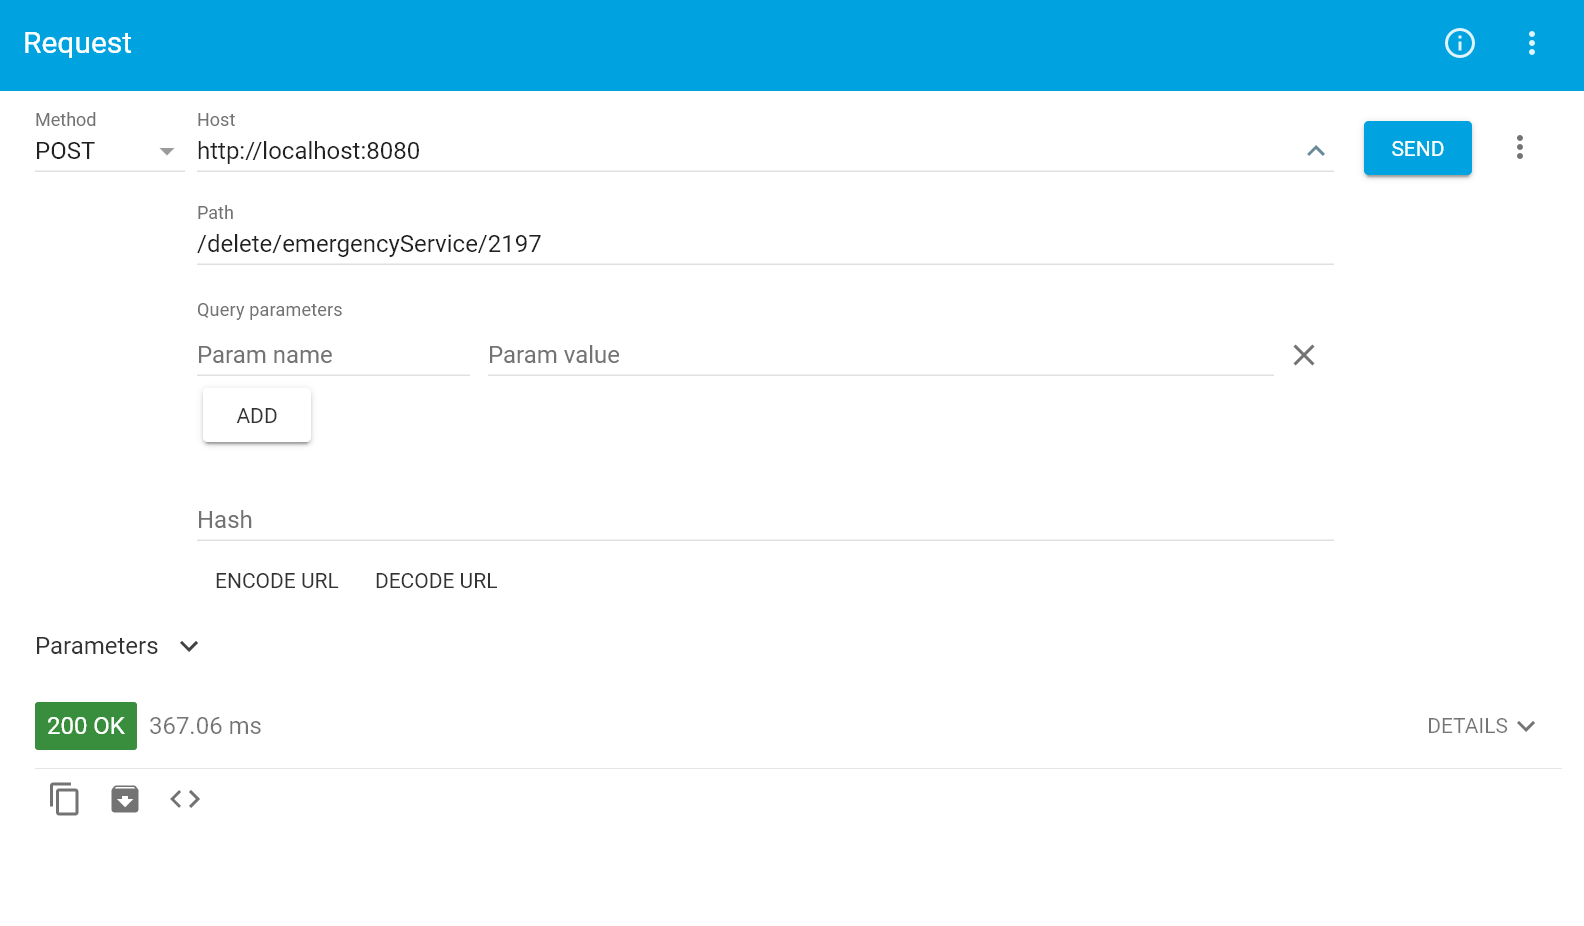 Request
Method
POST
Host
http://localhost:8080
SEND
Path
/delete/emergencyService/2197
Query parameters
Param name Param value
ADD
Hash
ENCODE URL DECODE URL
Parameters
200 OK 367.06 ms DETAILS